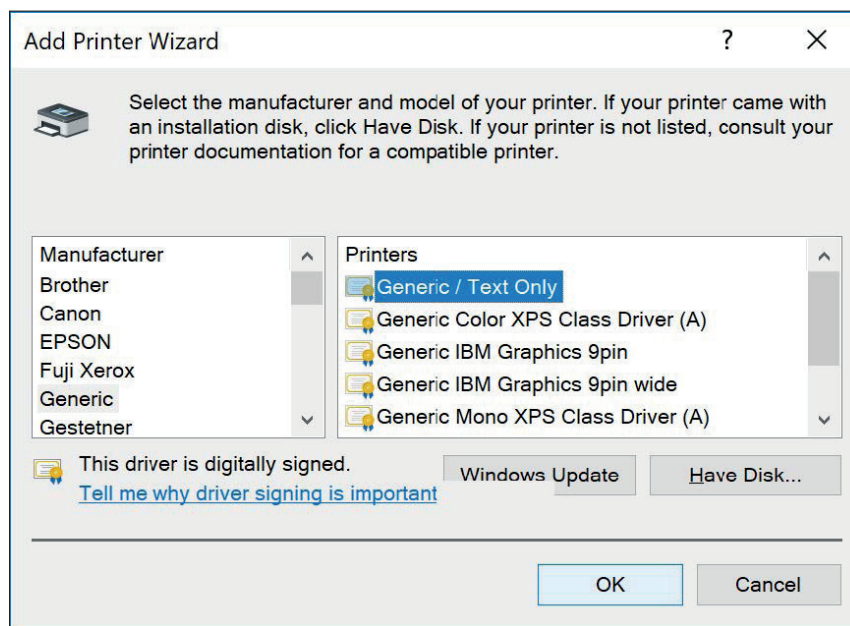 Add Printer Wizard
?
Select the manufacturer and model of your printer. If your printer came with
an installation disk, click Have Disk. If your printer is not listed, consult your
printer documentation for a compatible printer.
Manufacturer
Brother
Canon
EPSON
Fuji Xerox
Generic
Gestetner
Printers
Generic / Text Only
Generic Color XPS Class Driver (A)
Generic IBM Graphics 9pin
Generic IBM Graphics 9pin wide
Generic Mono XPS Class Driver (A)
This driver is digitally signed.
Tell me why driver signing is important
Windows Update
Have Disk...
OK
Cancel